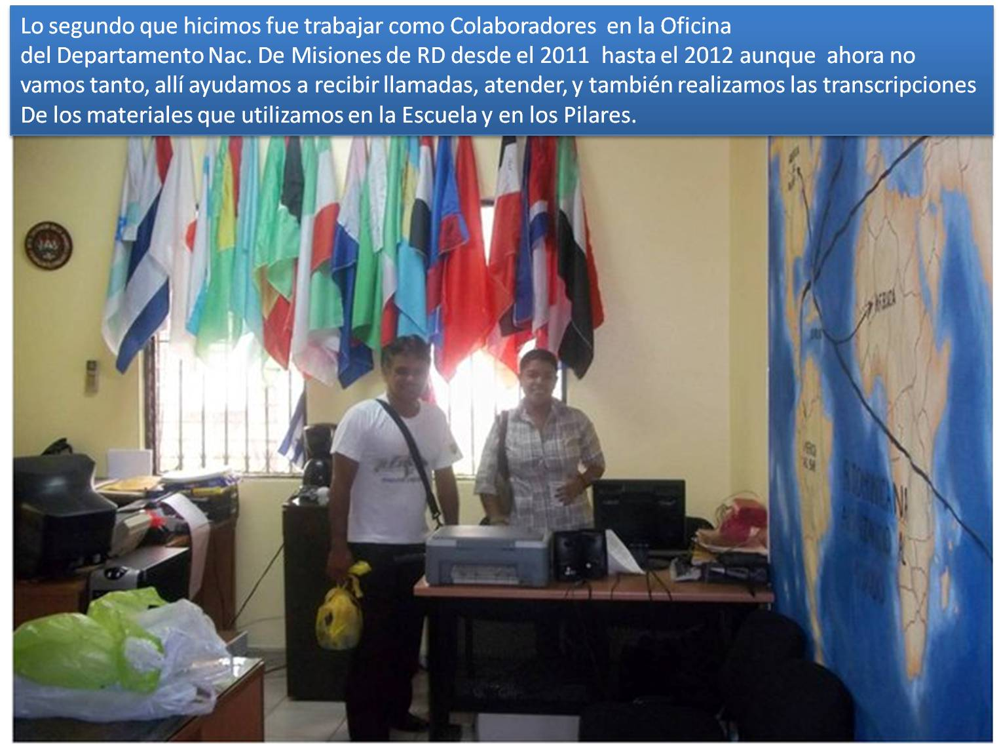 Lo segundo que hicimos fue trabajar como Colaboradores en la Oficina
del Departamento Nac. De Misiones de RD desde el 2011 hasta el 2012 aunque ahora no
vamos tanto, allí ayudamos a recibir llamadas, atender, y también realizamos las transcripciones
De los materiales que utilizamos en la Escuela y en los Pilares.
AFRICA